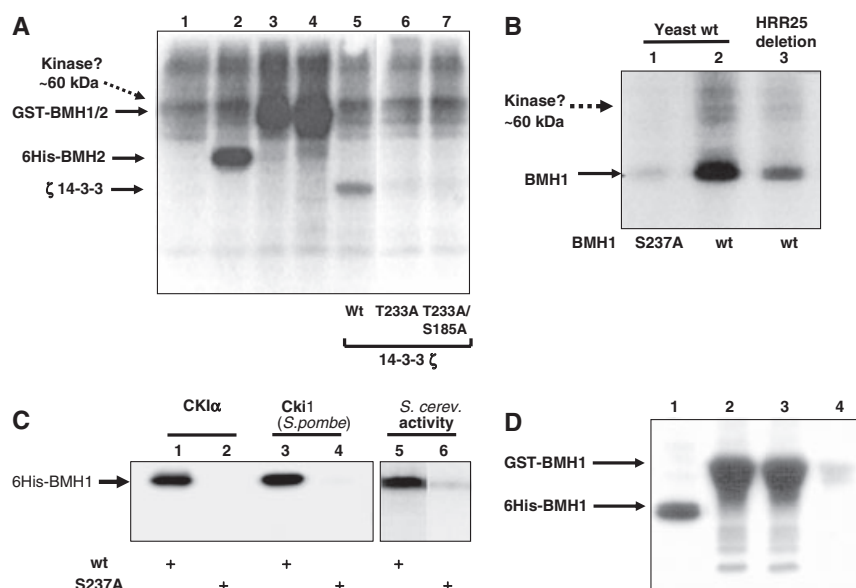 A
1 2 3 4 5 6 7
Kinase?
~60 kDa
GST-BMH1/2
6His-BMH2
ζ 14-3-3
Wt T233A T233A/
S185A
14-3-3 ζ
B
Yeast wt
HRR25
deletion
1 2 3
Kinase?
~60 kDa
BMH1
BMH1 S237A wt wt
C
CKIα
Cki1
(S.pombe)
S. cerev.
activity
1 2 3 4 5 6
6His-BMH1
wt + + +
S237A + + +
D
1 2 3 4
GST-BMH1
6His-BMH1